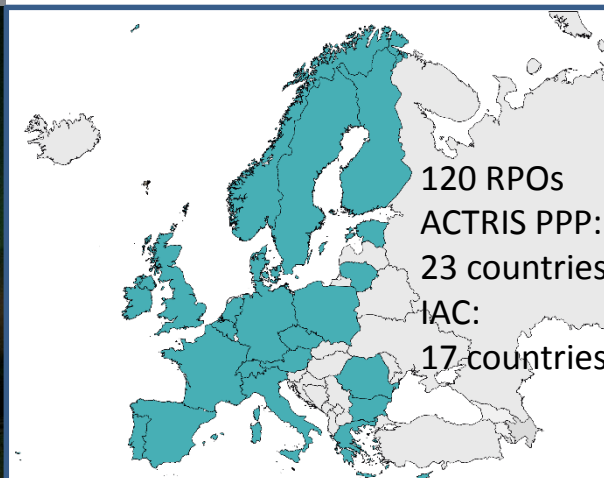 120 RPOs
ACTRIS PPP:
23 countries
IAC:
17 countries